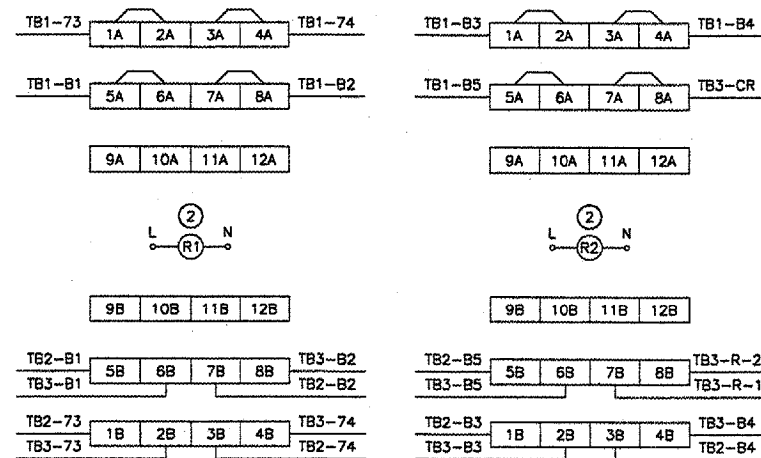 TB1-73 1A 2A 3A 4A TB1-74 TB1-B3 1A 2A 3A 4A TB1-B4
TB1-B1 5A 6A 7A 8A TB1-B2 TB1-B5 5A 6A 7A 8A TB3-CR
9A 10A 11A 12A 9A 10A 11A 12A
2 2
L R1 N L R2 N
9B 10B 11B 12B 9B 10B 11B 12B
TB2-B1 5B 6B 7B 8B TB3-B2 TB2-B5 5B 6B 7B 8B TB3-R-2
TB3-B1 TB2-B2 TB3-B5 TB3-R-1
TB2-73 1B 2B 3B 4B TB3-74 TB2-B3 1B 2B 3B 4B TB3-B4
TB3-73 TB2-74 TB3-B3 TB2-B4